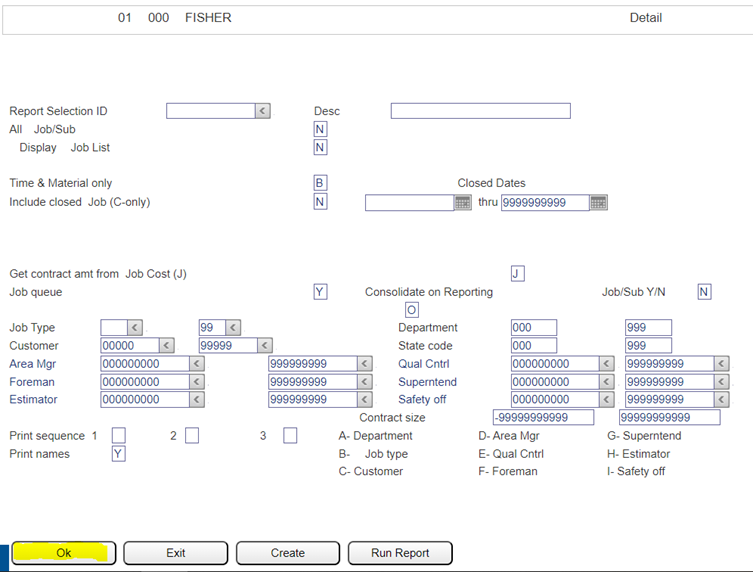 01 000 FISHER Detail
Report Selection ID < Desc
All Job/Sub N
Display Job List N
Time & Material only B Closed Dates
Include closed Job (C-only) N thru 9999999999
Get contract amt from Job Cost (J) J
Job queue Y Consolidate on Reporting Job/Sub Y/N N
O
Job Type < 99 < Department 000 999
Customer 00000 < 99999 < State code 000 999
Area Mgr 000000000 < 999999999 < Qual Cntrl 000000000 < 999999999 <
Foreman 000000000 < 999999999 < Superntend 000000000 < 999999999 <
Estimator 000000000 < 999999999 < Safety off 000000000 < 999999999 <
Contract size -99999999999 99999999999
Print sequence 1 2 3 A- Department D- Area Mgr G- Superntend
Print names Y B- Job type E- Qual Cntrl H- Estimator
C- Customer F- Foreman I- Safety off
Ok Exit Create Run Report